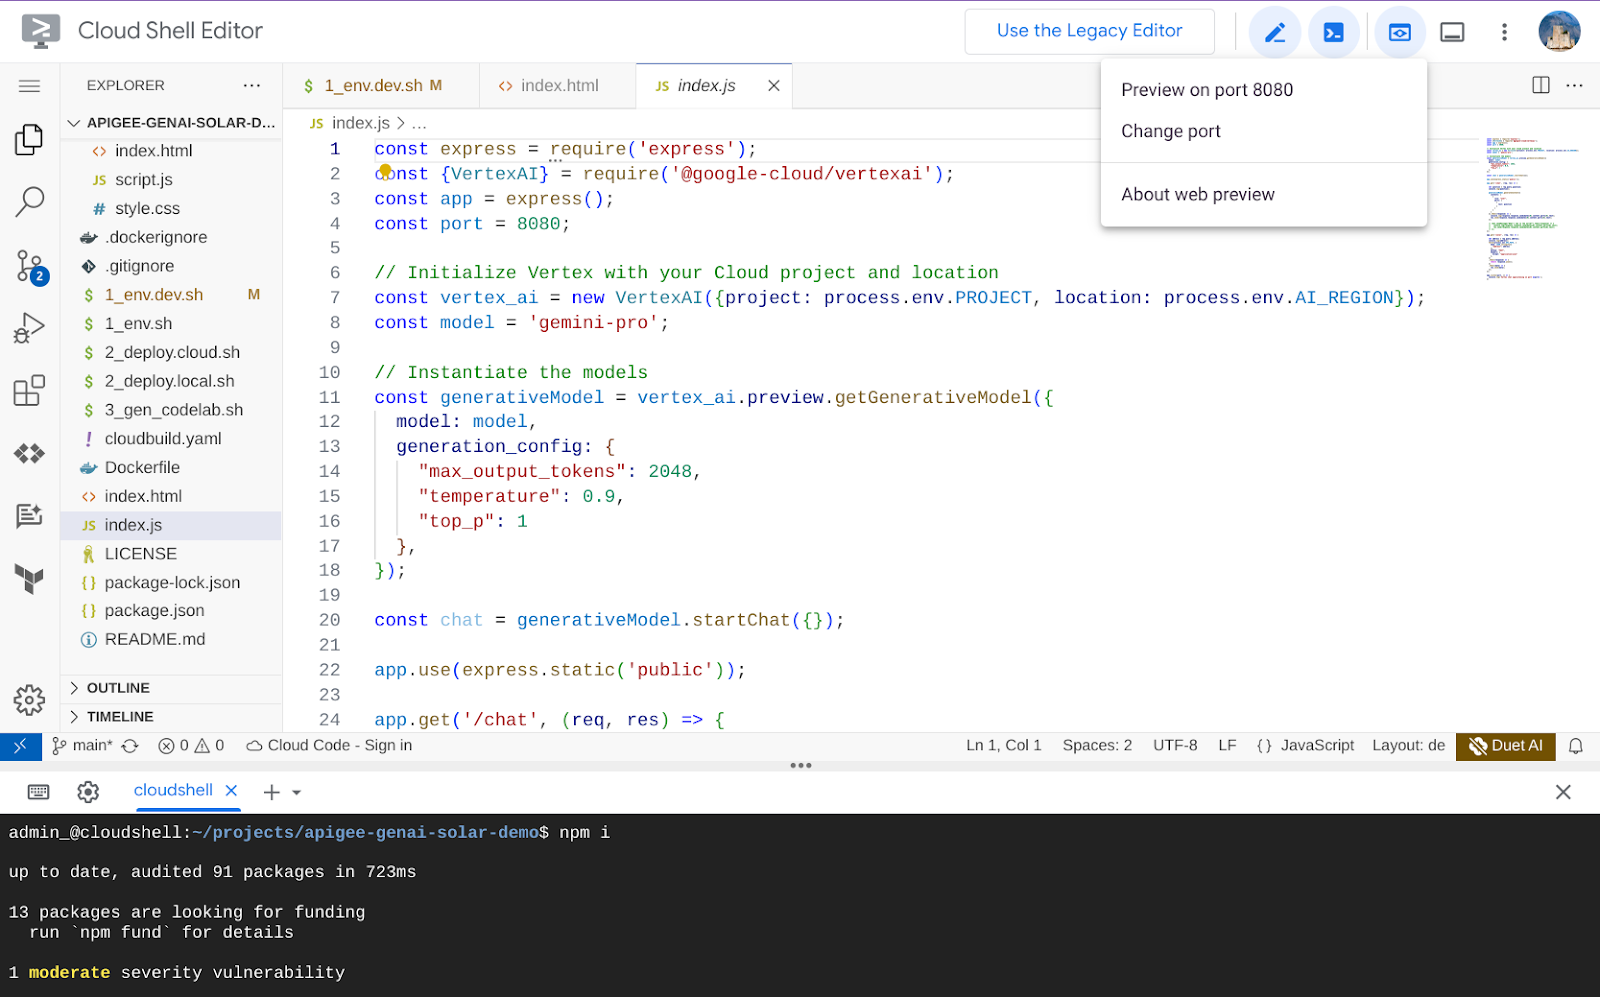 Cloud Shell Editor
Use the Legacy Editor
Preview on port 8080
Change port
About web preview
EXPLORER
APIGEE-GENAI-SOLAR-D...
<> index.html
JS script.js
# style.css
.dockerignore
.gitignore
$ 1_env.dev.sh M
$ 1_env.sh
$ 2_deploy.cloud.sh
$ 2_deploy.local.sh
$ 3_gen_codelab.sh
! cloudbuild.yaml
Dockerfile
<> index.html
JS index.js
LICENSE
{} package-lock.json
{} package.json
README.md
OUTLINE
TIMELINE
2
$ 1_env.dev.sh M
<> index.html
JS index.js
JS index.js > ...
1 const express = require('express');
2 const {VertexAI} = require('@google-cloud/vertexai');
3 const app = express();
4 const port = 8080;
5
6 // Initialize Vertex with your Cloud project and location
7 const vertex_ai = new VertexAI({project: process.env.PROJECT, location: process.env.AI_REGION});
8 const model = 'gemini-pro';
9
10 // Instantiate the models
11 const generativeModel = vertex_ai.preview.getGenerativeModel({
12 model: model,
13 generation_config: {
14 "max_output_tokens": 2048,
15 "temperature": 0.9,
16 "top_p": 1
17 },
18 });
19
20 const chat = generativeModel.startChat({});
21
22 app.use(express.static('public'));
23
24 app.get('/chat', (req, res) => {
main* 0 0 Cloud Code - Sign in Ln 1, Col 1 Spaces: 2 UTF-8 LF {} JavaScript Layout: de Duet AI
cloudshell
admin_@cloudshell:~/projects/apigee-genai-solar-demo$ npm i
up to date, audited 91 packages in 723ms
13 packages are looking for funding
run `npm fund` for details
1 moderate severity vulnerability